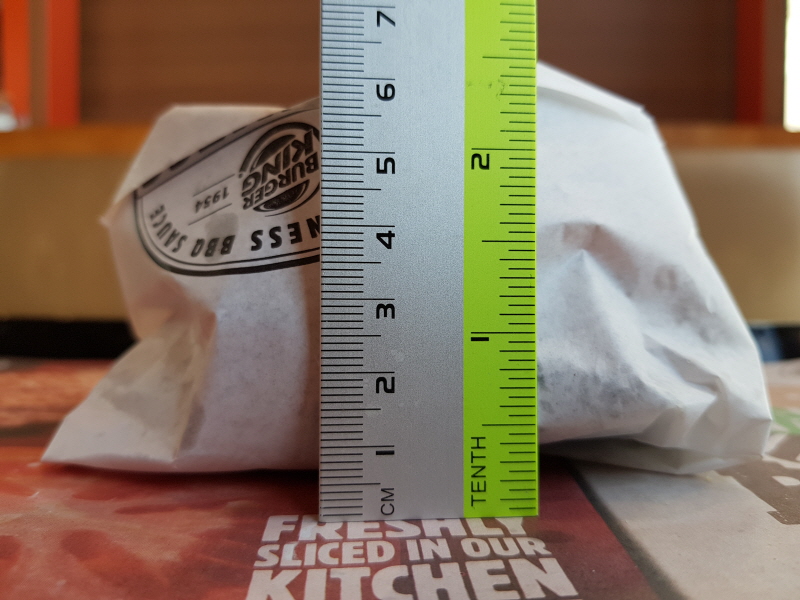 7
6
5
4
3
2
1
CM
2
1
TENTH
BURGER
KING
1954
NESS BBQ SAUCE
FRESHLY
SLICED IN OUR
KITCHEN